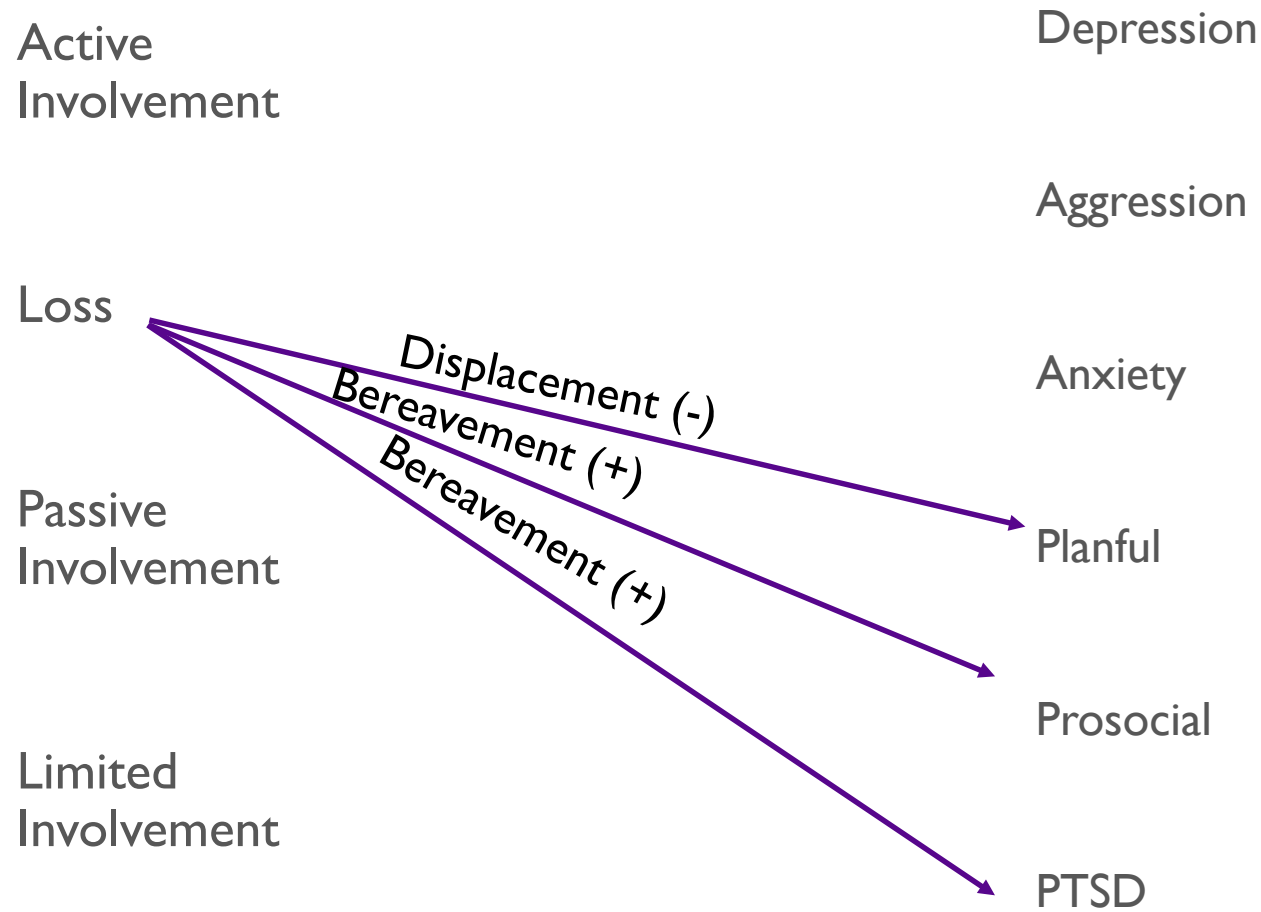 Active
Involvement
Loss
Passive
Involvement
Limited
Involvement
Displacement (-)
Bereavement (+)
Bereavement (+)
Depression
Aggression
Anxiety
Planful
Prosocial
PTSD